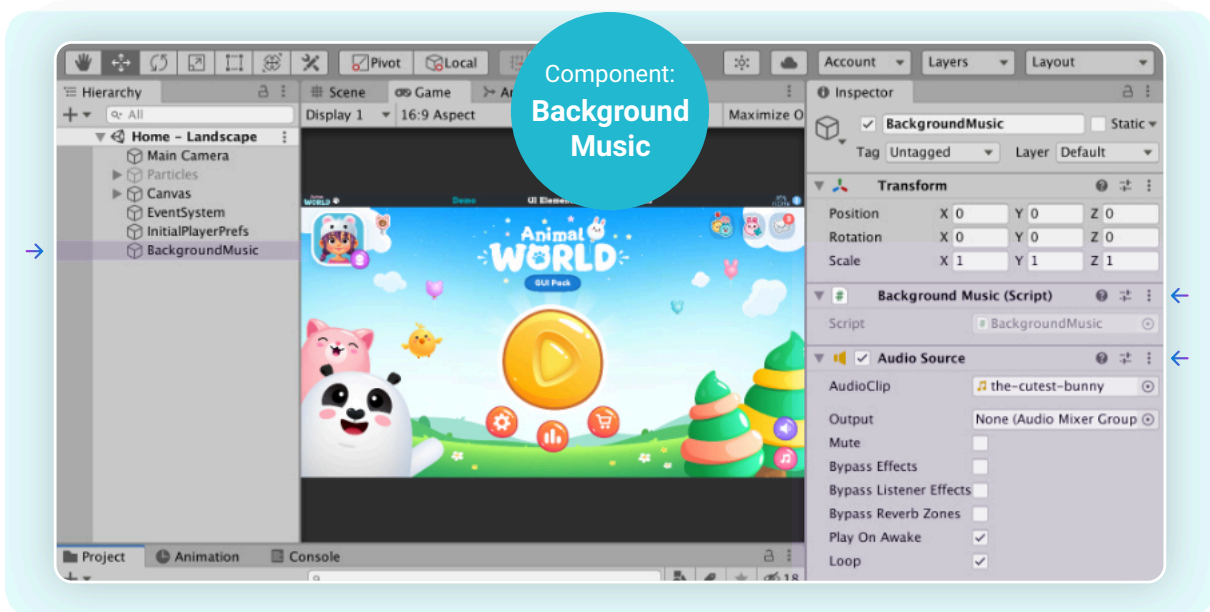 Component:
Background
Music
Pivot
Local
Account
Layers
Layout
Hierarchy
All
Home – Landscape
Main Camera
Particles
Canvas
EventSystem
InitialPlayerPrefs
BackgroundMusic
Scene
Game
Display 1
16:9 Aspect
Maximize O
Animal
WORLD
Demo
Animal
WORLD
GUI Pack
Inspector
BackgroundMusic
Static
Tag Untagged
Layer Default
Transform
Position X 0 Y 0 Z 0
Rotation X 0 Y 0 Z 0
Scale X 1 Y 1 Z 1
Background Music (Script)
Script BackgroundMusic
Audio Source
AudioClip the-cutest-bunny
Output None (Audio Mixer Group
Mute
Bypass Effects
Bypass Listener Effects
Bypass Reverb Zones
Play On Awake
Loop
Project
Animation
Console
18